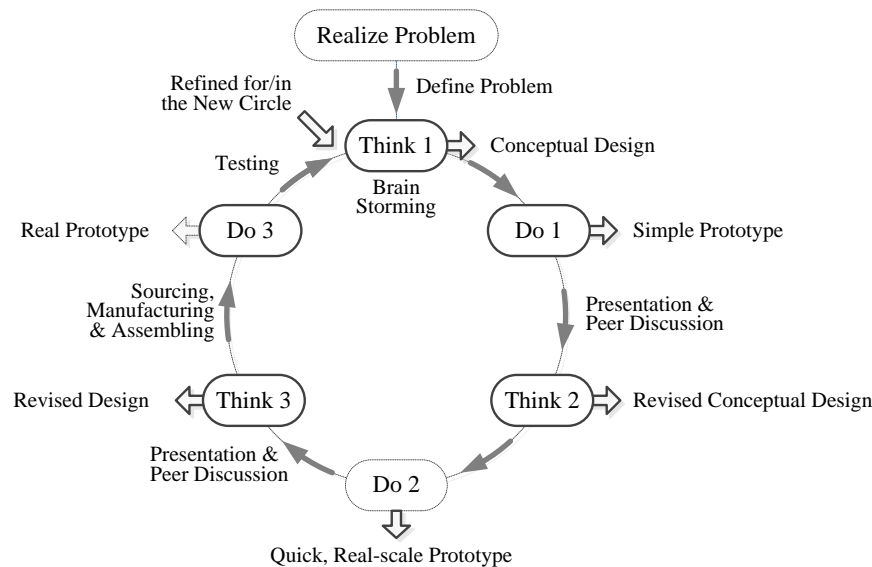 Realize Problem
Define Problem
Refined for/in
the New Circle
Think 1
Conceptual Design
Brain
Storming
Testing
Do 3
Real Prototype
Do 1
Simple Prototype
Sourcing,
Manufacturing
& Assembling
Presentation &
Peer Discussion
Think 3
Revised Design
Think 2
Revised Conceptual Design
Presentation &
Peer Discussion
Do 2
Quick, Real-scale Prototype